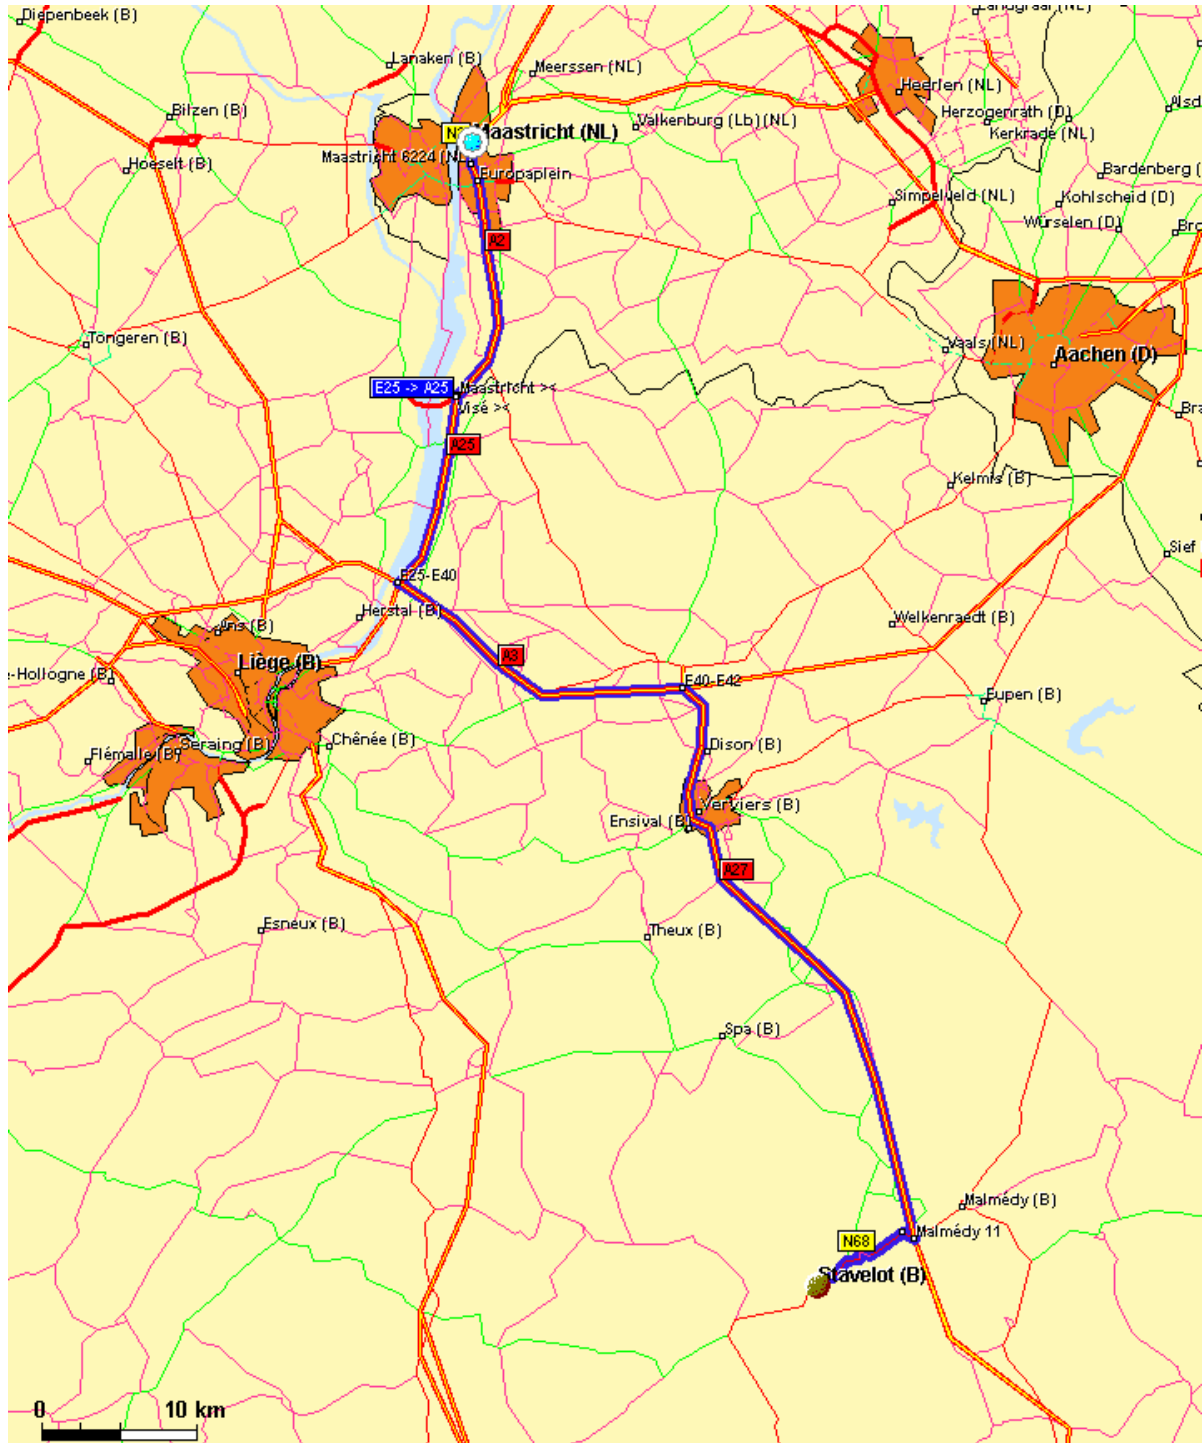 Diepenbeek (B)
Landgraaf (NL)
Lanaken (B)
Meerssen (NL)
Heerlen (NL)
Bilzen (B)
Herzogenrath (D)
Valkenburg (Lb) (NL)
Kerkrade (NL)
Maastricht (NL)
Maastricht 6224 (NL
Hoeselt (B)
Europaplein
Bardenberg (
Simpelveld (NL)
Kohlscheid (D)
Würselen (D)
A2
Tongeren (B)
Vaals (NL)
Aachen (D)
E25 -> A25
Maastricht ><
Visé ><
A25
Kelmis (B)
Sief
E25-E40
Herstal (B)
Welkenraedt (B)
Ans (B)
A3
Liège (B)
e-Hollogne (B)
E40-E42
Eupen (B)
Chênée (B)
Seraing (B)
Flémalle (B)
Dison (B)
Verviers (B)
Ensival (B)
A27
Esneux (B)
Theux (B)
Spa (B)
Malmédy (B)
Malmédy 11
N68
Stavelot (B)
0 10 km